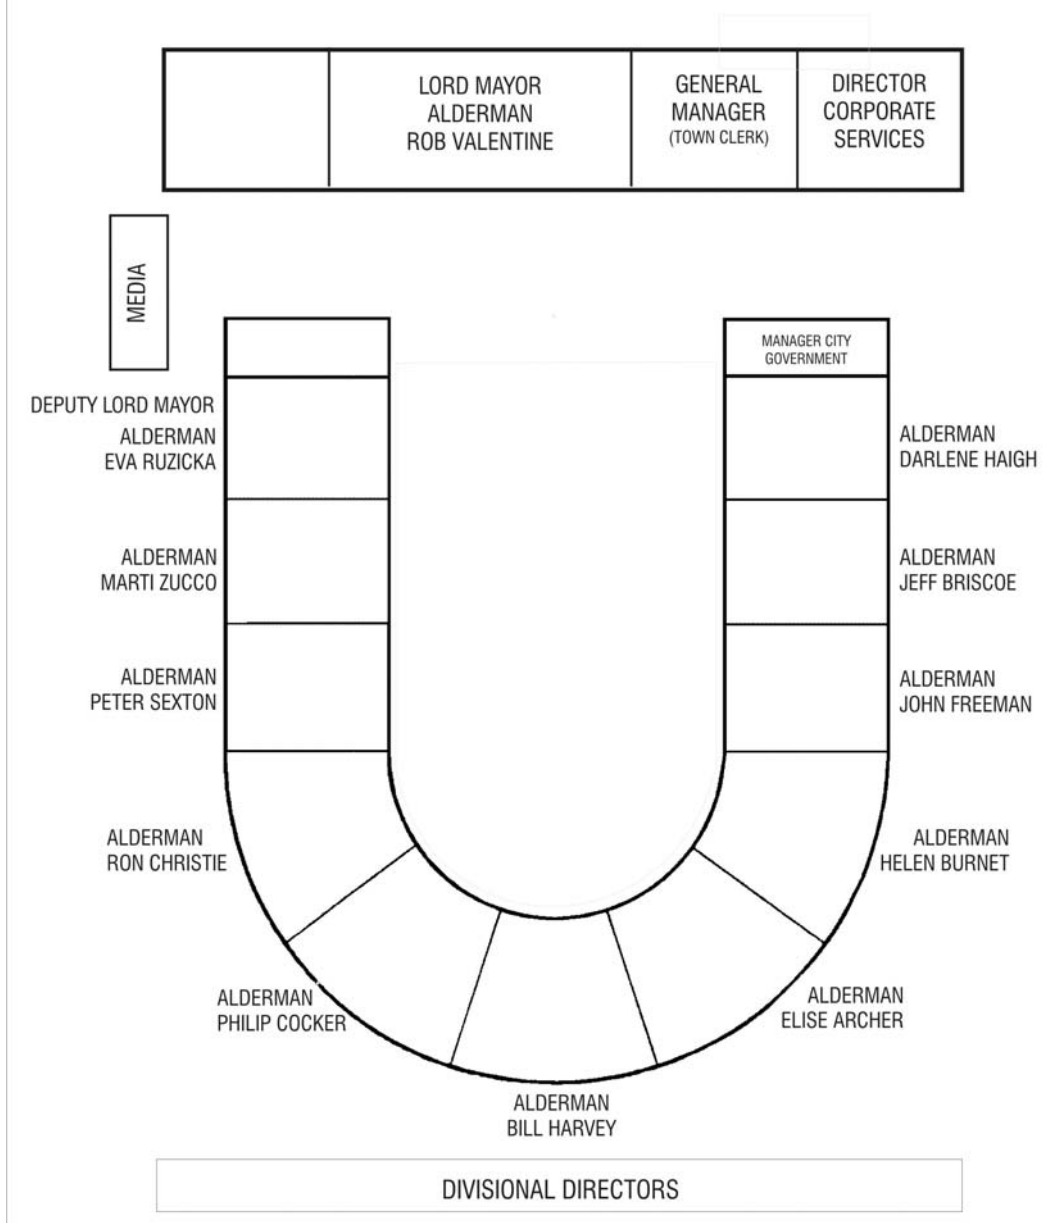 LORD MAYOR
ALDERMAN
ROB VALENTINE
GENERAL
MANAGER
(TOWN CLERK)
DIRECTOR
CORPORATE
SERVICES
MEDIA
MANAGER CITY
GOVERNMENT
DEPUTY LORD MAYOR
ALDERMAN
EVA RUZICKA
ALDERMAN
DARLENE HAIGH
ALDERMAN
MARTI ZUCCO
ALDERMAN
JEFF BRISCOE
ALDERMAN
PETER SEXTON
ALDERMAN
JOHN FREEMAN
ALDERMAN
RON CHRISTIE
ALDERMAN
HELEN BURNET
ALDERMAN
PHILIP COCKER
ALDERMAN
ELISE ARCHER
ALDERMAN
BILL HARVEY
DIVISIONAL DIRECTORS